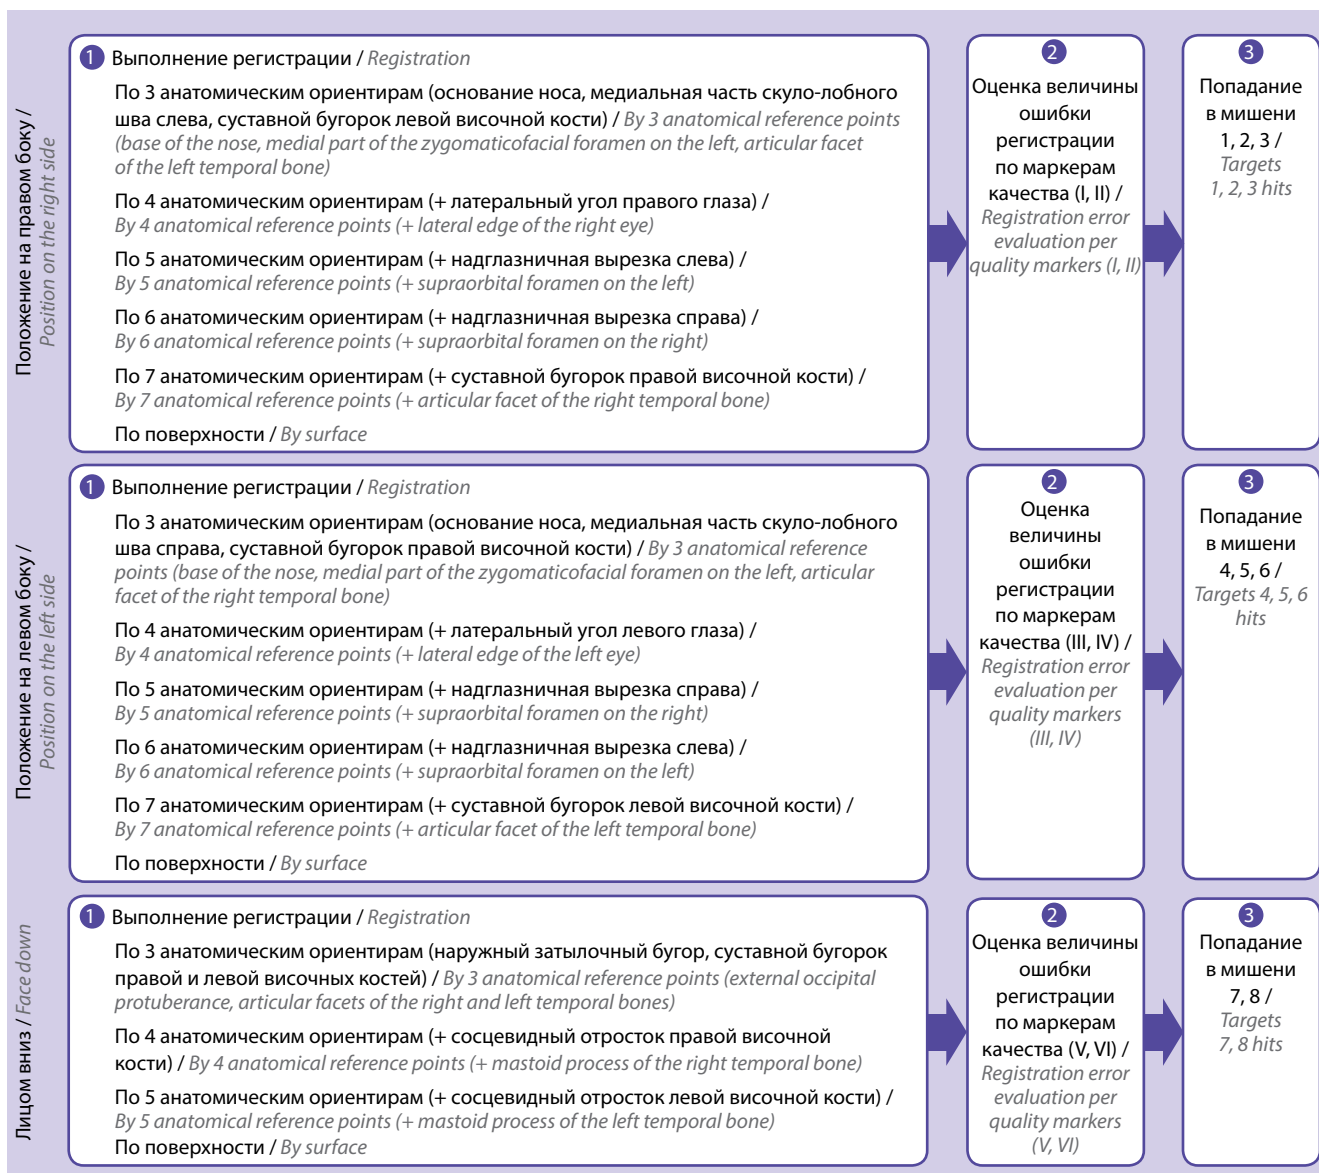 Положение на правом боку /
Position on the right side
1 Выполнение регистрации / Registration
По 3 анатомическим ориентирам (основание носа, медиальная часть скуло-лобного
шва слева, суставной бугорок левой височной кости) / By 3 anatomical reference points
(base of the nose, medial part of the zygomaticofacial foramen on the left, articular facet
of the left temporal bone)
По 4 анатомическим ориентирам (+ латеральный угол правого глаза) /
By 4 anatomical reference points (+ lateral edge of the right eye)
По 5 анатомическим ориентирам (+ надглазничная вырезка слева) /
By 5 anatomical reference points (+ supraorbital foramen on the left)
По 6 анатомическим ориентирам (+ надглазничная вырезка справа) /
By 6 anatomical reference points (+ supraorbital foramen on the right)
По 7 анатомическим ориентирам (+ суставной бугорок правой височной кости) /
By 7 anatomical reference points (+ articular facet of the right temporal bone)
По поверхности / By surface
2
Оценка величины
ошибки
регистрации
по маркерам
качества (I, II) /
Registration error
evaluation per
quality markers (I, II)
3
Попадание
в мишени
1, 2, 3 /
Targets
1, 2, 3 hits
Положение на левом боку /
Position on the left side
1 Выполнение регистрации / Registration
По 3 анатомическим ориентирам (основание носа, медиальная часть скуло-лобного
шва справа, суставной бугорок правой височной кости) / By 3 anatomical reference
points (base of the nose, medial part of the zygomaticofacial foramen on the left, articular
facet of the right temporal bone)
По 4 анатомическим ориентирам (+ латеральный угол левого глаза) /
By 4 anatomical reference points (+ lateral edge of the left eye)
По 5 анатомическим ориентирам (+ надглазничная вырезка справа) /
By 5 anatomical reference points (+ supraorbital foramen on the right)
По 6 анатомическим ориентирам (+ надглазничная вырезка слева) /
By 6 anatomical reference points (+ supraorbital foramen on the left)
По 7 анатомическим ориентирам (+ суставной бугорок левой височной кости) /
By 7 anatomical reference points (+ articular facet of the left temporal bone)
По поверхности / By surface
2
Оценка
величины
ошибки
регистрации
по маркерам
качества (III, IV) /
Registration error
evaluation per
quality markers
(III, IV)
3
Попадание
в мишени
4, 5, 6 /
Targets 4, 5, 6
hits
Лицом вниз / Face down
1 Выполнение регистрации / Registration
По 3 анатомическим ориентирам (наружный затылочный бугор, суставной бугорок
правой и левой височных костей) / By 3 anatomical reference points (external occipital
protuberance, articular facets of the right and left temporal bones)
По 4 анатомическим ориентирам (+ сосцевидный отросток правой височной
кости) / By 4 anatomical reference points (+ mastoid process of the right temporal bone)
По 5 анатомическим ориентирам (+ сосцевидный отросток левой височной кости) /
By 5 anatomical reference points (+ mastoid process of the left temporal bone)
По поверхности / By surface
2
Оценка величины
ошибки
регистрации
по маркерам
качества (V, VI) /
Registration error
evaluation per
quality markers
(V, VI)
3
Попадание
в мишени
7, 8 /
Targets
7, 8 hits